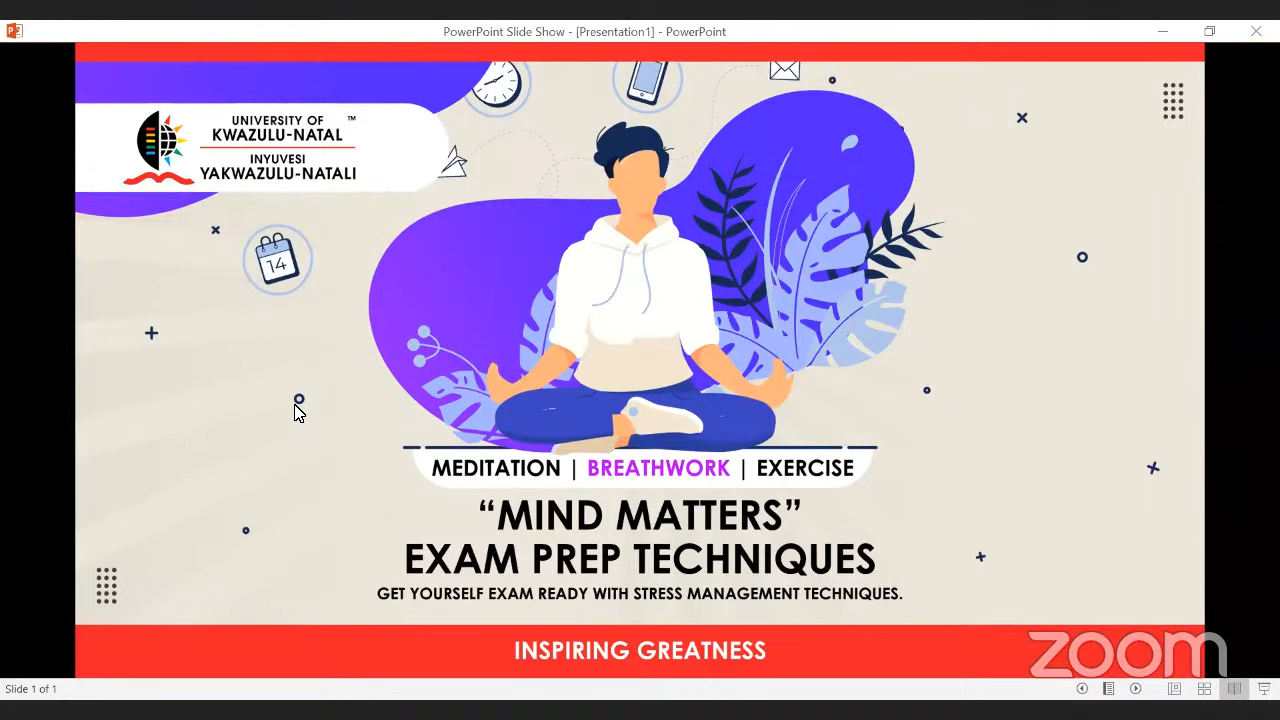 PowerPoint Slide Show - [Presentation1] - PowerPoint
UNIVERSITY OF
KWAZULU-NATAL ™
INYUVESI
YAKWAZULU-NATALI
14
MEDITATION | BREATHWORK | EXERCISE
“MIND MATTERS”
EXAM PREP TECHNIQUES
GET YOURSELF EXAM READY WITH STRESS MANAGEMENT TECHNIQUES.
INSPIRING GREATNESS
zoom
Slide 1 of 1